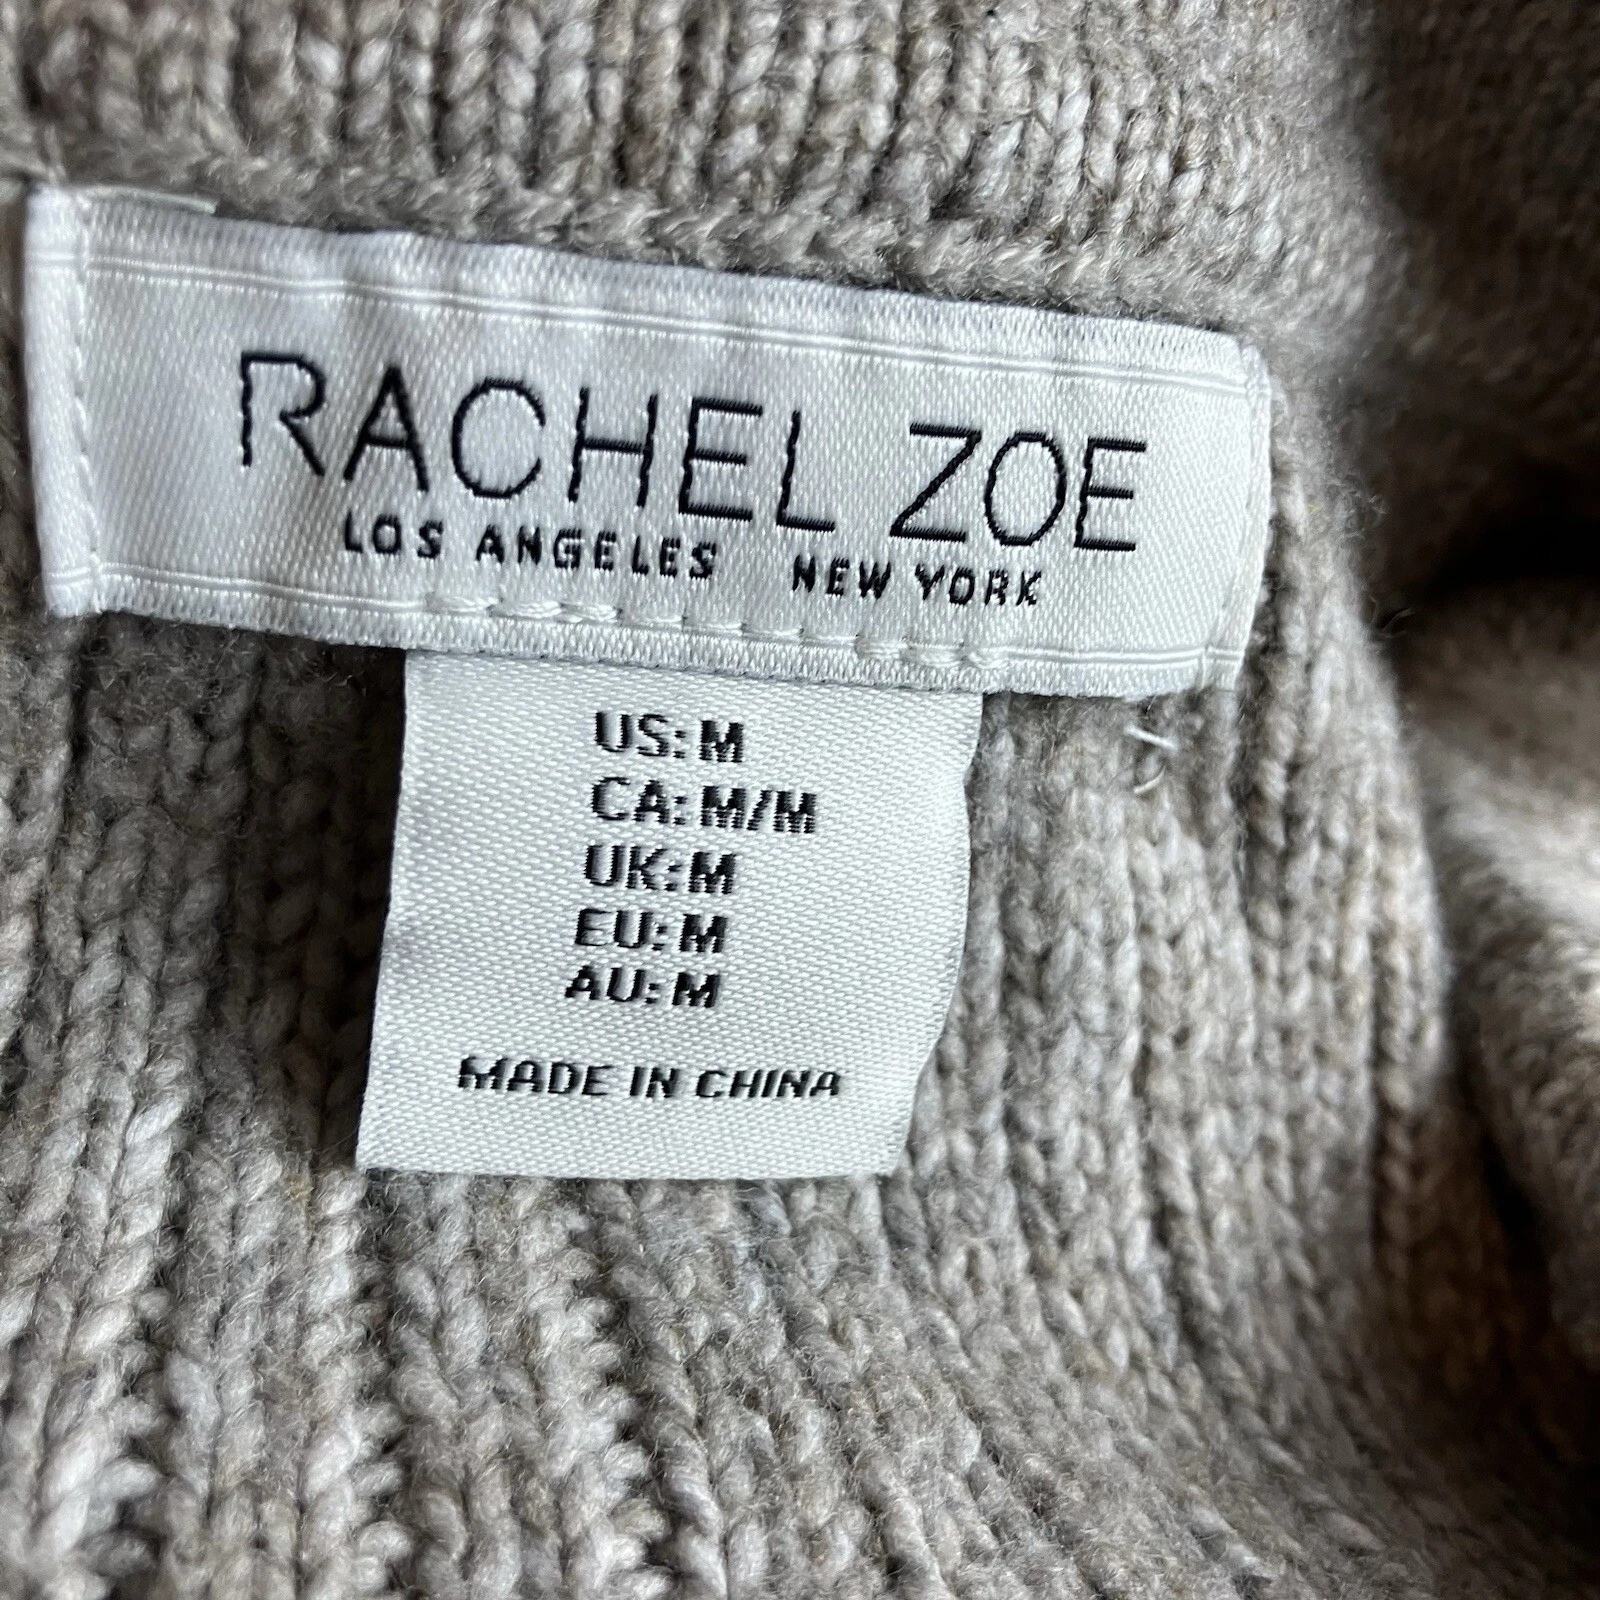 RACHEL ZOE
LOS ANGELES NEW YORK
US: M
CA: M/M
UK: M
EU: M
AU: M
MADE IN CHINA